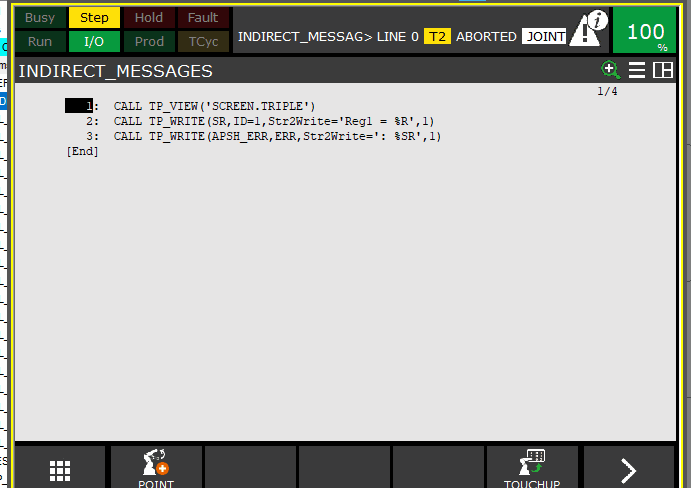 Busy Step Hold Fault
Run I/O Prod TCyc
INDIRECT_MESSAG> LINE 0 T2 ABORTED JOINT
100
%
INDIRECT_MESSAGES
1/4
1: CALL TP_VIEW('SCREEN.TRIPLE')
2: CALL TP_WRITE(SR,ID=1,Str2Write='Reg1 = %R',1)
3: CALL TP_WRITE(APSH_ERR,ERR,Str2Write=': %SR',1)
[End]
POINT
TOUCHUP